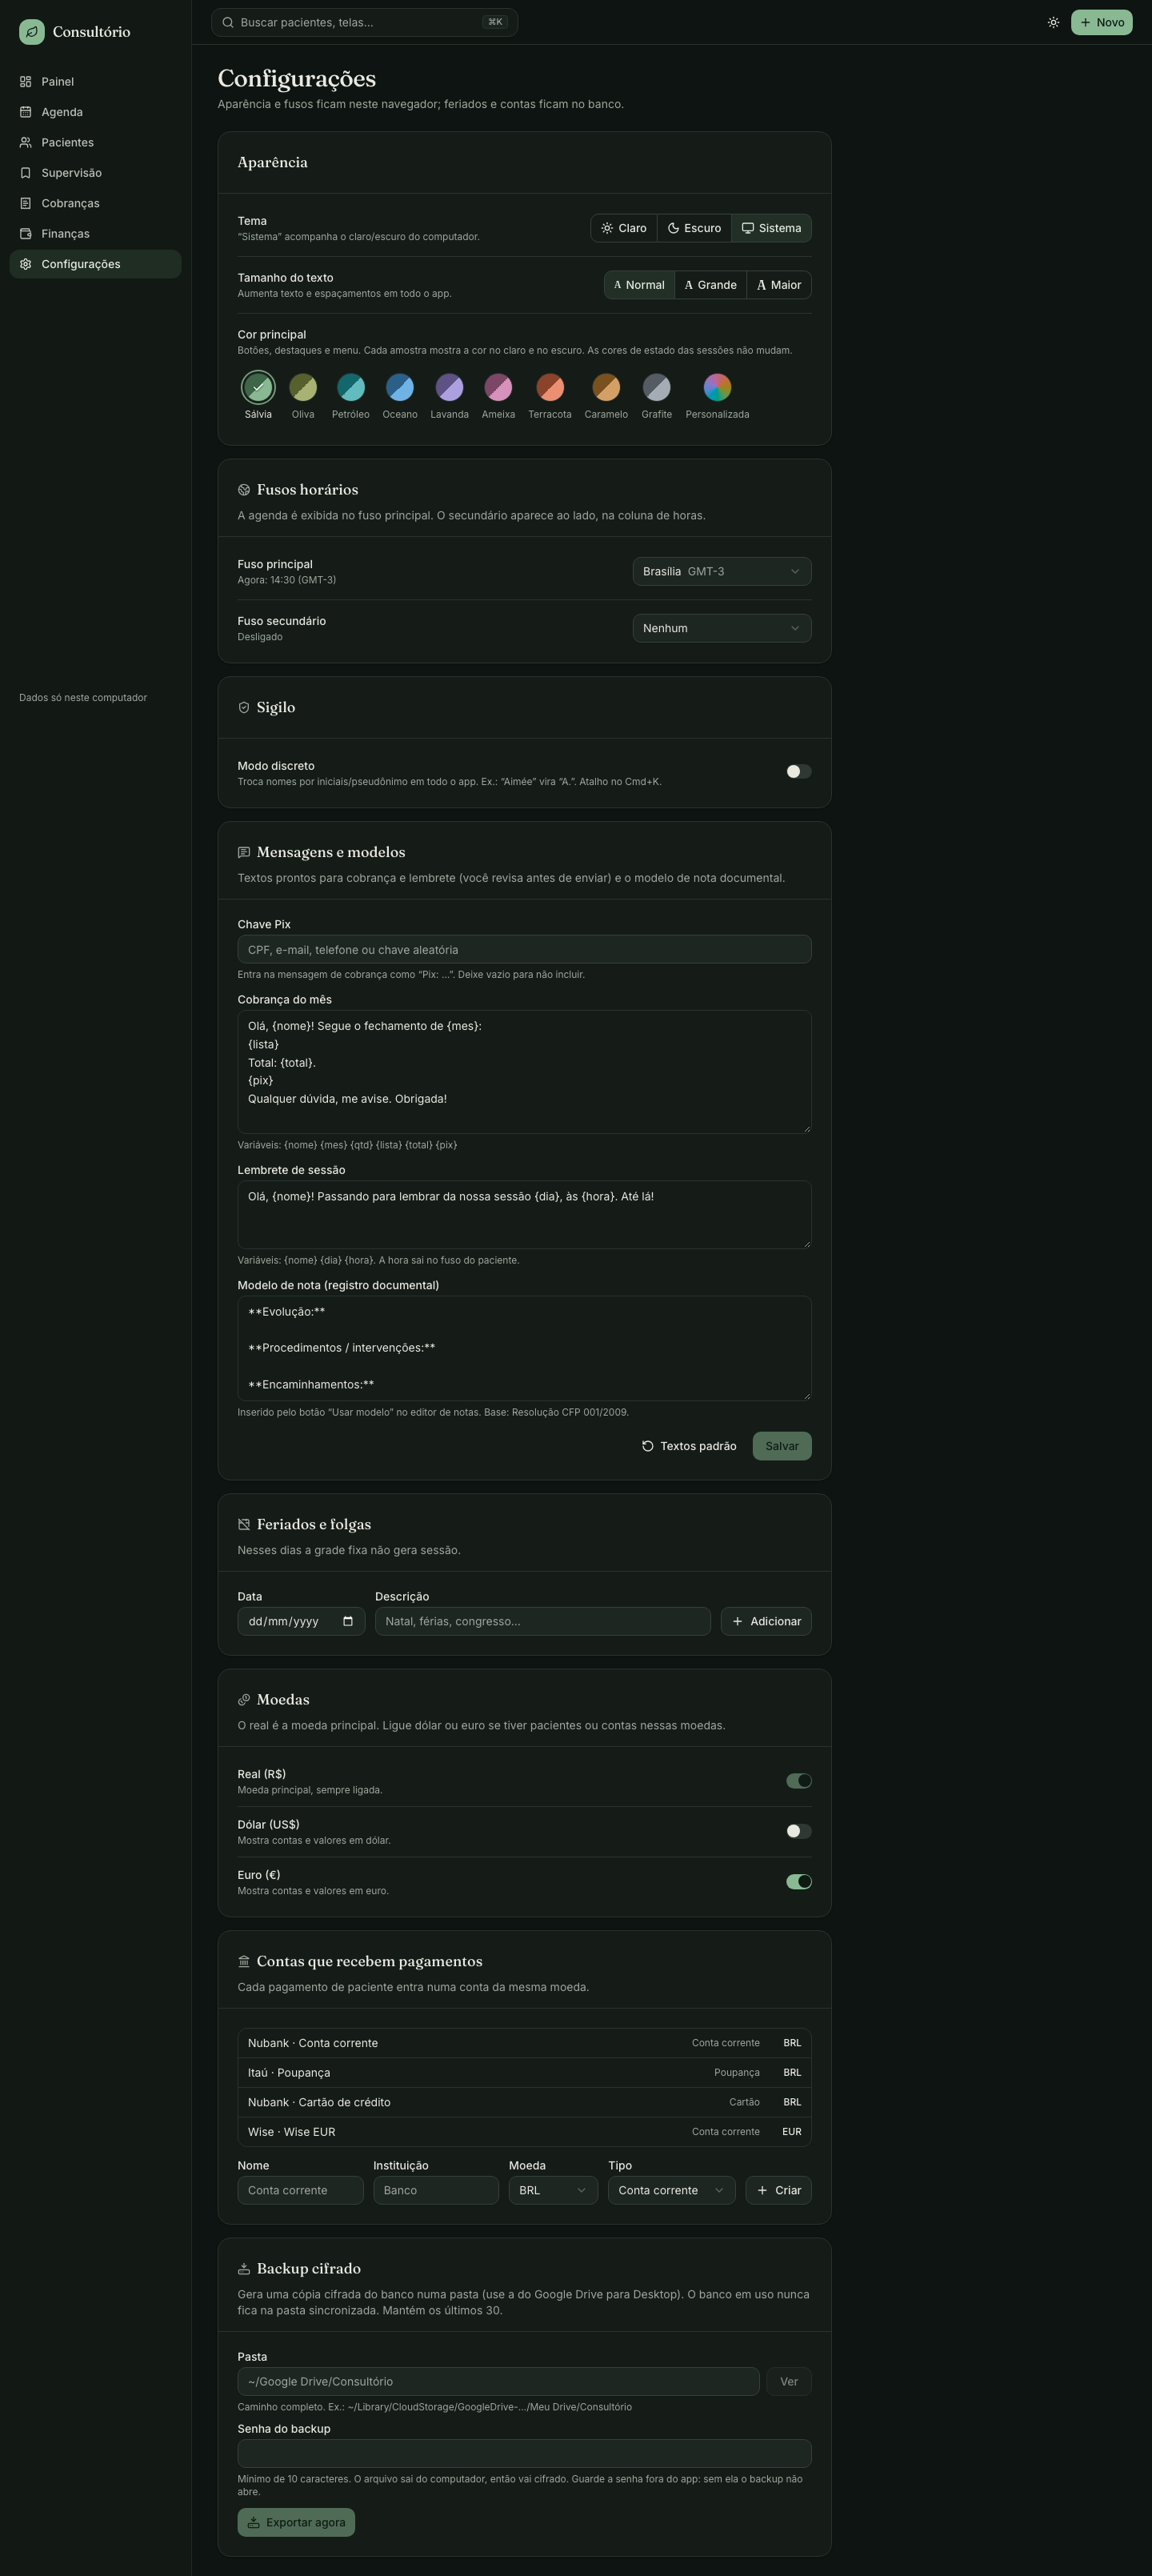 Consultório
Buscar pacientes, telas...
⌘K
Novo
Painel
Agenda
Pacientes
Supervisão
Cobranças
Finanças
Configurações
Dados só neste computador
Configurações
Aparência e fusos ficam neste navegador; feriados e contas ficam no banco.
Aparência
Tema
“Sistema” acompanha o claro/escuro do computador.
Claro
Escuro
Sistema
Tamanho do texto
Aumenta texto e espaçamentos em todo o app.
A Normal
A Grande
A Maior
Cor principal
Botões, destaques e menu. Cada amostra mostra a cor no claro e no escuro. As cores de estado das sessões não mudam.
Sálvia
Oliva
Petróleo
Oceano
Lavanda
Ameixa
Terracota
Caramelo
Grafite
Personalizada
Fusos horários
A agenda é exibida no fuso principal. O secundário aparece ao lado, na coluna de horas.
Fuso principal
Agora: 14:30 (GMT-3)
Brasília GMT-3
Fuso secundário
Desligado
Nenhum
Sigilo
Modo discreto
Troca nomes por iniciais/pseudônimo em todo o app. Ex.: “Aimée” vira “A.”. Atalho no Cmd+K.
Mensagens e modelos
Textos prontos para cobrança e lembrete (você revisa antes de enviar) e o modelo de nota documental.
Chave Pix
CPF, e-mail, telefone ou chave aleatória
Entra na mensagem de cobrança como “Pix: ...”. Deixe vazio para não incluir.
Cobrança do mês
Olá, {nome}! Segue o fechamento de {mes}:
{lista}
Total: {total}.
{pix}
Qualquer dúvida, me avise. Obrigada!
Variáveis: {nome} {mes} {qtd} {lista} {total} {pix}
Lembrete de sessão
Olá, {nome}! Passando para lembrar da nossa sessão {dia}, às {hora}. Até lá!
Variáveis: {nome} {dia} {hora}. A hora sai no fuso do paciente.
Modelo de nota (registro documental)
**Evolução:**
**Procedimentos / intervenções:**
**Encaminhamentos:**
Inserido pelo botão “Usar modelo” no editor de notas. Base: Resolução CFP 001/2009.
Textos padrão
Salvar
Feriados e folgas
Nesses dias a grade fixa não gera sessão.
Data
Descrição
dd/mm/yyyy
Natal, férias, congresso...
Adicionar
Moedas
O real é a moeda principal. Ligue dólar ou euro se tiver pacientes ou contas nessas moedas.
Real (R$)
Moeda principal, sempre ligada.
Dólar (US$)
Mostra contas e valores em dólar.
Euro (€)
Mostra contas e valores em euro.
Contas que recebem pagamentos
Cada pagamento de paciente entra numa conta da mesma moeda.
Nubank · Conta corrente Conta corrente BRL
Itaú · Poupança Poupança BRL
Nubank · Cartão de crédito Cartão BRL
Wise · Wise EUR Conta corrente EUR
Nome
Instituição
Moeda
Tipo
Conta corrente
Banco
BRL
Conta corrente
Criar
Backup cifrado
Gera uma cópia cifrada do banco numa pasta (use a do Google Drive para Desktop). O banco em uso nunca
fica na pasta sincronizada. Mantém os últimos 30.
Pasta
~/Google Drive/Consultório
Ver
Caminho completo. Ex.: ~/Library/CloudStorage/GoogleDrive-.../Meu Drive/Consultório
Senha do backup
Mínimo de 10 caracteres. O arquivo sai do computador, então vai cifrado. Guarde a senha fora do app: sem ela o backup não
abre.
Exportar agora